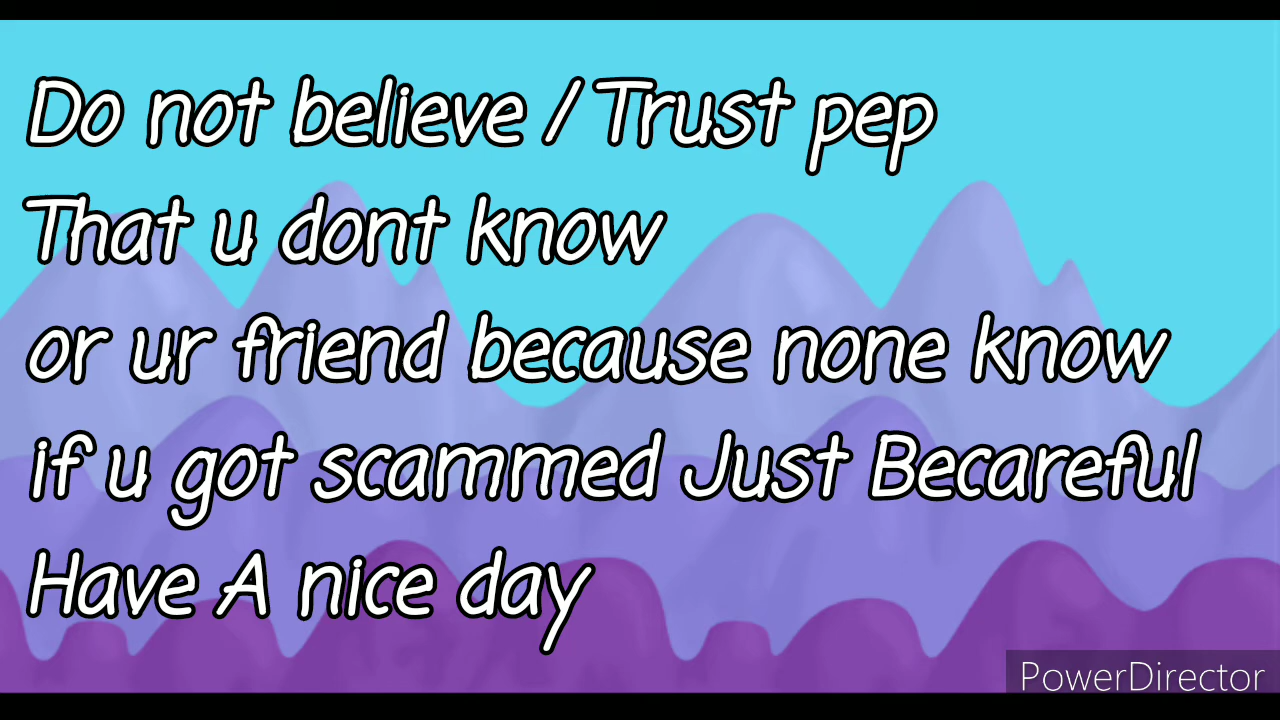 Do not believe / Trust pep
That u dont know
or ur friend because none know
if u got scammed Just Becareful
Have A nice day
PowerDirector